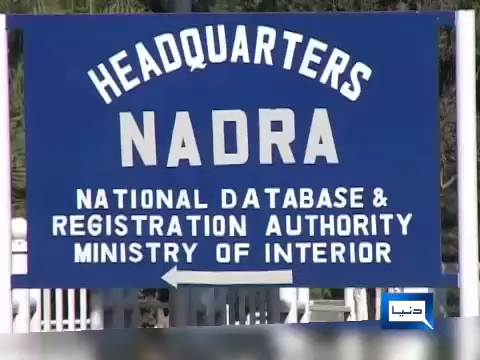 HEADQUARTERS
NADRA
NATIONAL DATABASE &
REGISTRATION AUTHORITY
MINISTRY OF INTERIOR
دنیا